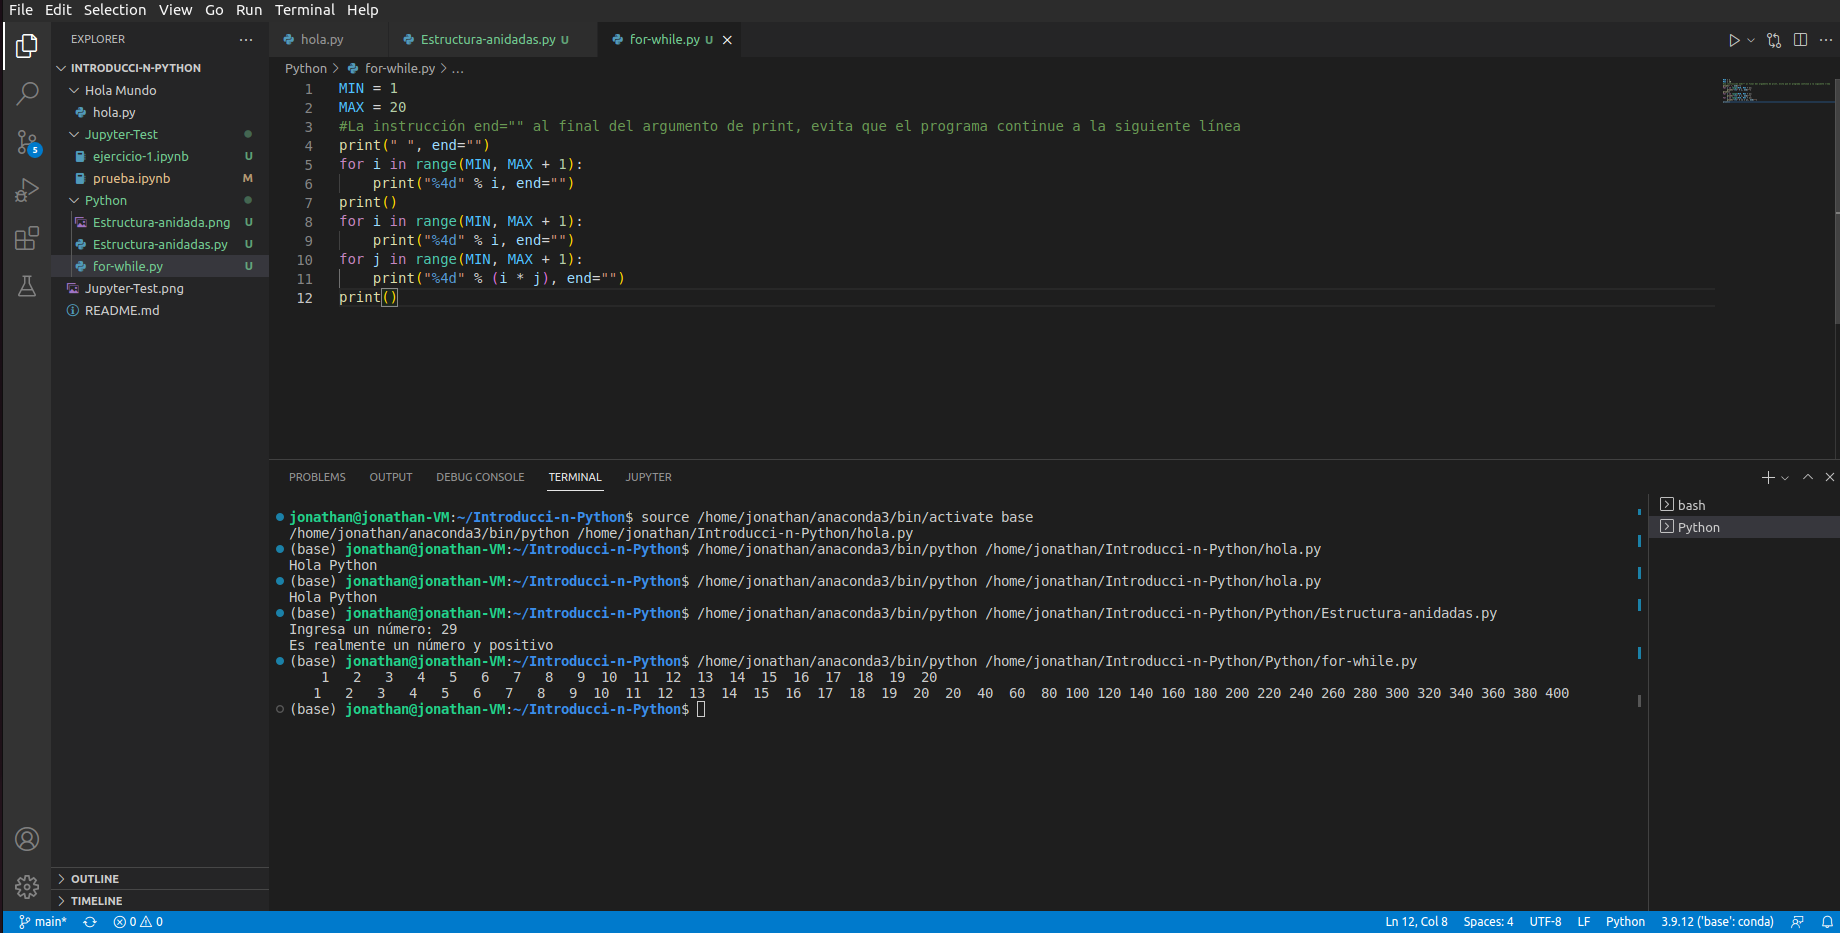 File Edit Selection View Go Run Terminal Help
EXPLORER ...
INTRODUCCI-N-PYTHON
Hola Mundo
hola.py
Jupyter-Test
ejercicio-1.ipynb U
prueba.ipynb M
Python
Estructura-anidada.png U
Estructura-anidadas.py U
for-while.py U
Jupyter-Test.png
README.md
5
OUTLINE
TIMELINE
hola.py Estructura-anidadas.py U for-while.py U
Python > for-while.py > ...
1 MIN = 1
2 MAX = 20
3 #La instrucción end="" al final del argumento de print, evita que el programa continue a la siguiente línea
4 print(" ", end="")
5 for i in range(MIN, MAX + 1):
6 print("%4d" % i, end="")
7 print()
8 for i in range(MIN, MAX + 1):
9 print("%4d" % i, end="")
10 for j in range(MIN, MAX + 1):
11 print("%4d" % (i * j), end="")
12 print()
PROBLEMS OUTPUT DEBUG CONSOLE TERMINAL JUPYTER
jonathan@jonathan-VM:~/Introducci-n-Python$ source /home/jonathan/anaconda3/bin/activate base
/home/jonathan/anaconda3/bin/python /home/jonathan/Introducci-n-Python/hola.py
(base) jonathan@jonathan-VM:~/Introducci-n-Python$ /home/jonathan/anaconda3/bin/python /home/jonathan/Introducci-n-Python/hola.py
Hola Python
(base) jonathan@jonathan-VM:~/Introducci-n-Python$ /home/jonathan/anaconda3/bin/python /home/jonathan/Introducci-n-Python/hola.py
Hola Python
(base) jonathan@jonathan-VM:~/Introducci-n-Python$ /home/jonathan/anaconda3/bin/python /home/jonathan/Introducci-n-Python/Python/Estructura-anidadas.py
Ingresa un número: 29
Es realmente un número y positivo
(base) jonathan@jonathan-VM:~/Introducci-n-Python$ /home/jonathan/anaconda3/bin/python /home/jonathan/Introducci-n-Python/Python/for-while.py
1 2 3 4 5 6 7 8 9 10 11 12 13 14 15 16 17 18 19 20
1 2 3 4 5 6 7 8 9 10 11 12 13 14 15 16 17 18 19 20 20 40 60 80 100 120 140 160 180 200 220 240 260 280 300 320 340 360 380 400
(base) jonathan@jonathan-VM:~/Introducci-n-Python$
bash
Python
main* 0 0 Ln 12, Col 8 Spaces: 4 UTF-8 LF Python 3.9.12 ('base': conda)